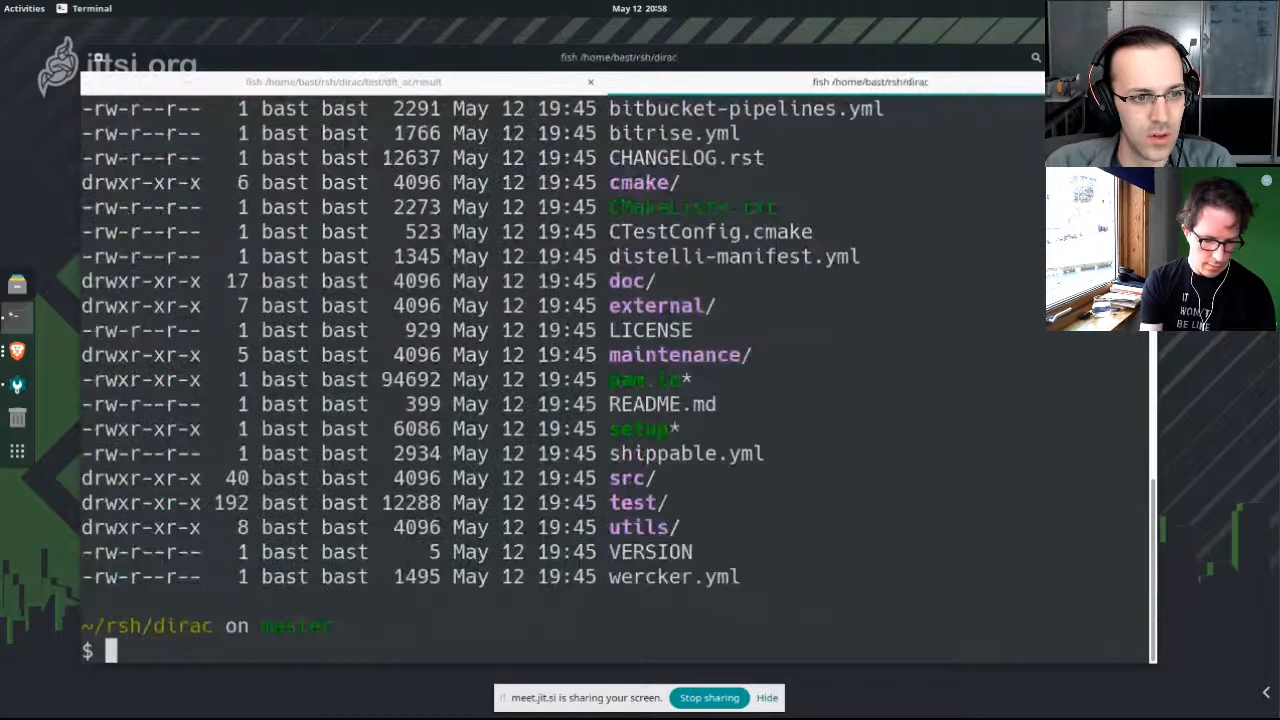 Activities Terminal May 12 20:58
jitsi.org
fish /home/bast/rsh/dirac
fish /home/bast/rsh/dirac/test/dft_ac/result × fish /home/bast/rsh/dirac
-rw-r--r-- 1 bast bast 2291 May 12 19:45 bitbucket-pipelines.yml
-rw-r--r-- 1 bast bast 1766 May 12 19:45 bitrise.yml
-rw-r--r-- 1 bast bast 12637 May 12 19:45 CHANGELOG.rst
drwxr-xr-x 6 bast bast 4096 May 12 19:45 cmake/
-rw-r--r-- 1 bast bast 2273 May 12 19:45 CMakeLists.txt
-rw-r--r-- 1 bast bast 523 May 12 19:45 CTestConfig.cmake
-rw-r--r-- 1 bast bast 1345 May 12 19:45 distelli-manifest.yml
drwxr-xr-x 17 bast bast 4096 May 12 19:45 doc/
drwxr-xr-x 7 bast bast 4096 May 12 19:45 external/
-rw-r--r-- 1 bast bast 929 May 12 19:45 LICENSE
drwxr-xr-x 5 bast bast 4096 May 12 19:45 maintenance/
-rwxr-xr-x 1 bast bast 94692 May 12 19:45 pam.in*
-rw-r--r-- 1 bast bast 399 May 12 19:45 README.md
-rwxr-xr-x 1 bast bast 6086 May 12 19:45 setup*
-rw-r--r-- 1 bast bast 2934 May 12 19:45 shippable.yml
drwxr-xr-x 40 bast bast 4096 May 12 19:45 src/
drwxr-xr-x 192 bast bast 12288 May 12 19:45 test/
drwxr-xr-x 8 bast bast 4096 May 12 19:45 utils/
-rw-r--r-- 1 bast bast 5 May 12 19:45 VERSION
-rw-r--r-- 1 bast bast 1495 May 12 19:45 wercker.yml
~/rsh/dirac on master
$
IT
WON'T
BE LIKE
meet.jit.si is sharing your screen. Stop sharing Hide